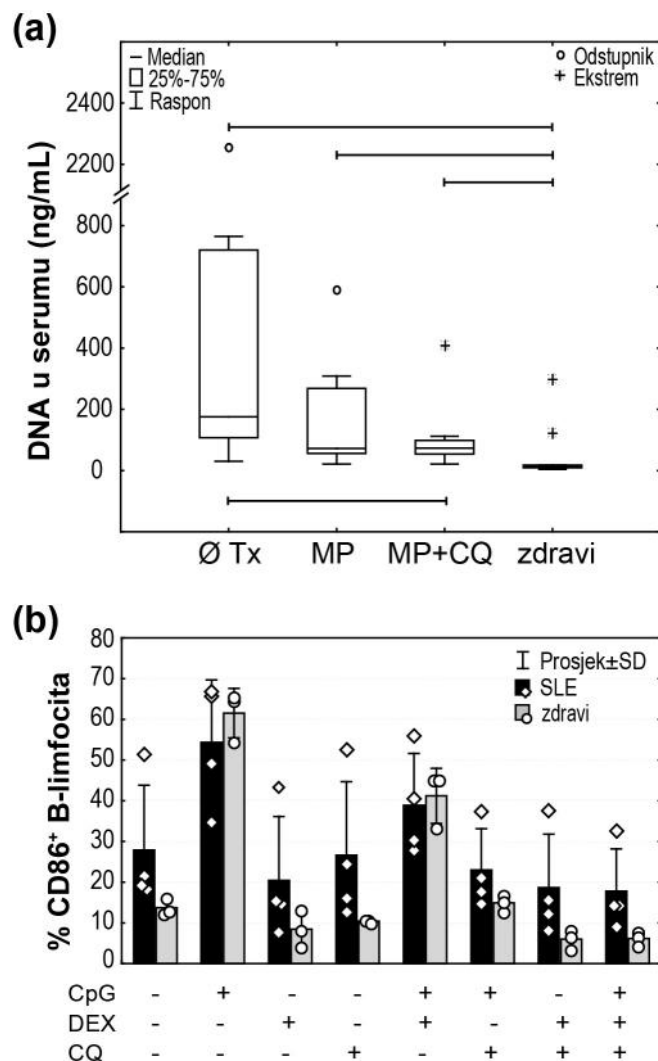 (a)
Median
25%-75%
Raspon
Odstupnik
Ekstrem
DNA u serumu (ng/mL)
2400
2200
800
600
400
200
0
Ø Tx MP MP+CQ zdravi
(b)
% CD86⁺ B-limfocita
80
70
60
50
40
30
20
10
0
Prosjek±SD
SLE
zdravi
CpG - + - - + + - +
DEX - - + - + - + +
CQ - - - + - + + +